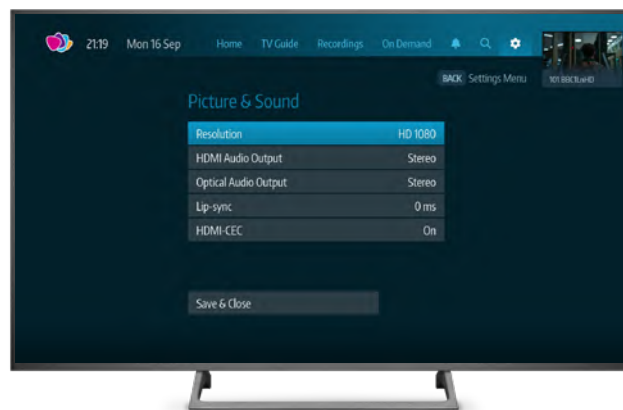 21:19 Mon 16 Sep Home TV Guide Recordings On Demand
BACK Settings Menu
Picture & Sound
Resolution HD 1080
HDMI Audio Output Stereo
Optical Audio Output Stereo
Lip-sync 0 ms
HDMI-CEC On
Save & Close